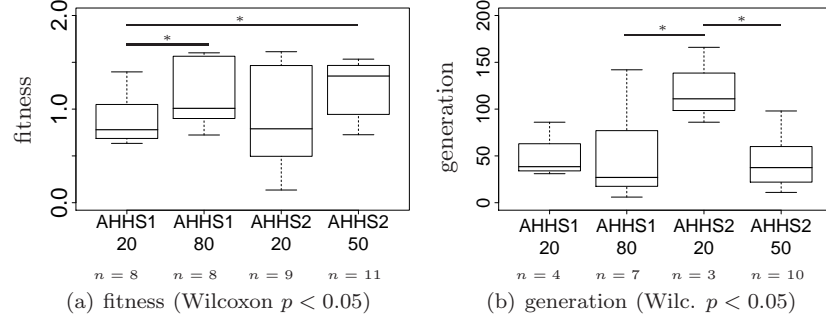 fitness
2.0
1.0
0.0
*
*
AHHS1 20
AHHS1 80
AHHS2 20
AHHS2 50
n = 8
n = 8
n = 9
n = 11
(a) fitness (Wilcoxon p < 0.05)
generation
200
150
100
50
0
*
*
AHHS1 20
AHHS1 80
AHHS2 20
AHHS2 50
n = 4
n = 7
n = 3
n = 10
(b) generation (Wilc. p < 0.05)